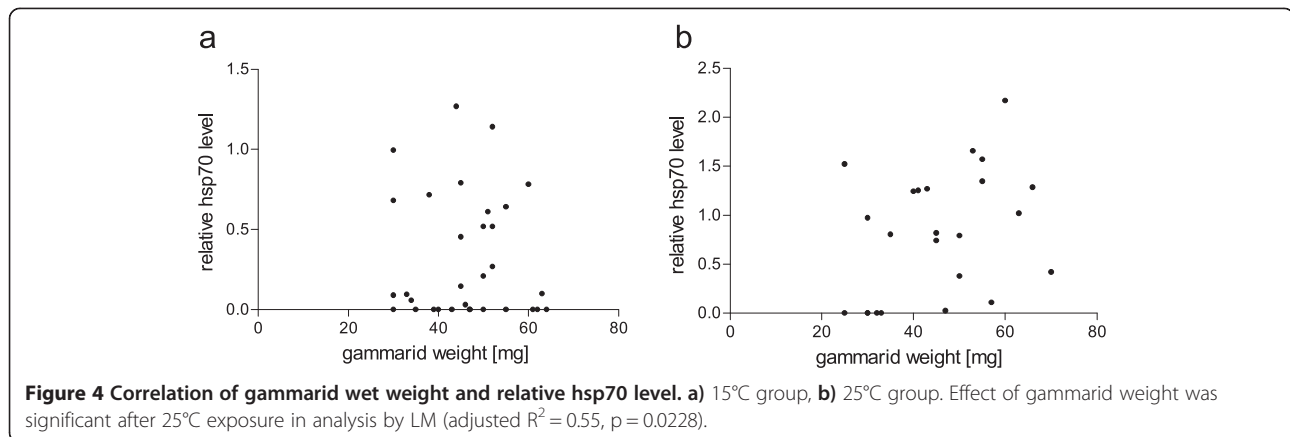 a
1.5
1.0
0.5
0.0
relative hsp70 level
0
20
40
60
80
gammarid weight [mg]
b
2.5
2.0
1.5
1.0
0.5
0.0
relative hsp70 level
0
20
40
60
80
gammarid weight [mg]
Figure 4 Correlation of gammarid wet weight and relative hsp70 level. a) 15°C group, b) 25°C group. Effect of gammarid weight was
significant after 25°C exposure in analysis by LM (adjusted R² = 0.55, p = 0.0228).